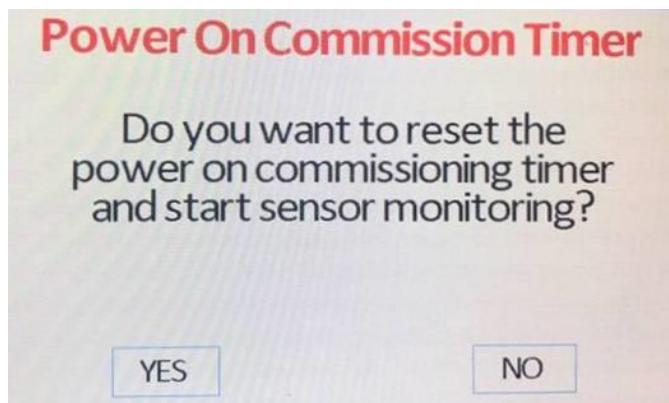 Power On Commission Timer
Do you want to reset the
power on commissioning timer
and start sensor monitoring?
YES
NO